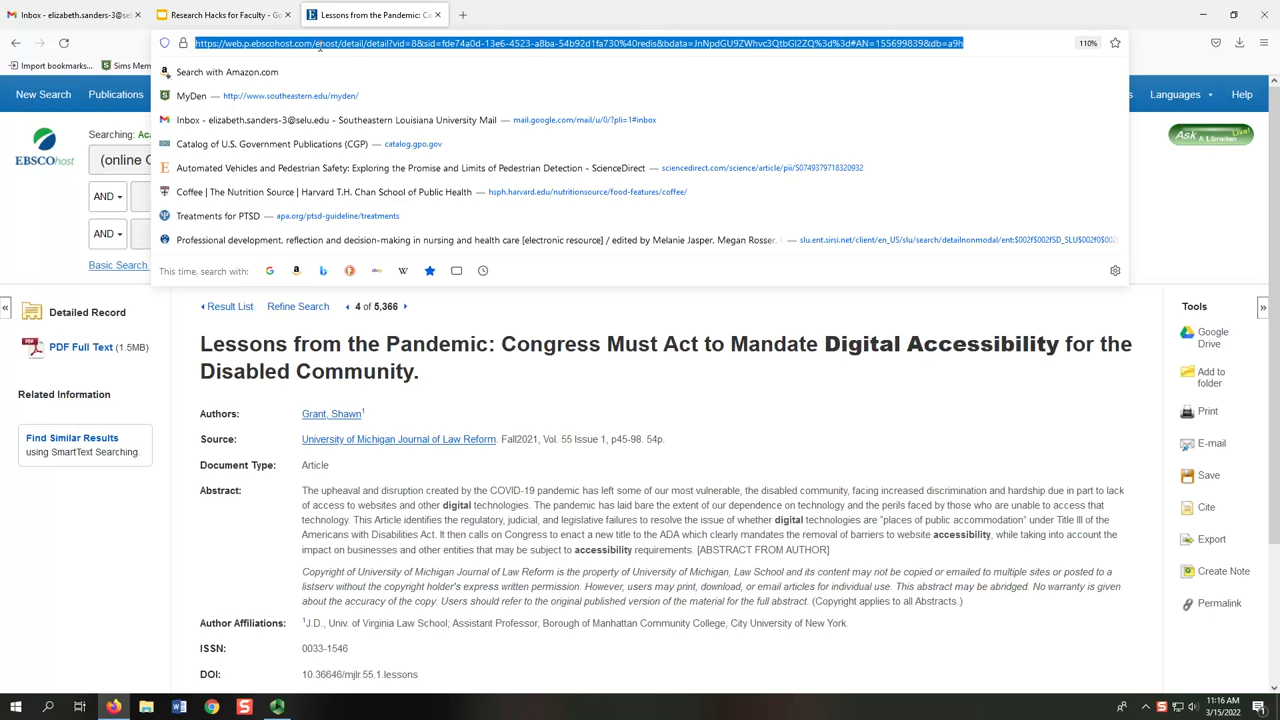 Inbox - elizabeth.sanders-3@sel
Research Hacks for Faculty - Go
Lessons from the Pandemic: Co
https://web.p.ebscohost.com/ehost/detail/detail?vid=8&sid=fde74a0d-13e6-4523-a8ba-54b92d1fa730%40redis&bdata=JnNpdGU9ZWhvc3QtbGl2ZQ%3d%3d#AN=155699839&db=a9h
110%
Import bookmarks...
Sims Mem
Search with Amazon.com
MyDen — http://www.southeastern.edu/myden/
Inbox - elizabeth.sanders-3@selu.edu - Southeastern Louisiana University Mail — mail.google.com/mail/u/0/?pli=1#inbox
Catalog of U.S. Government Publications (CGP) — catalog.gpo.gov
Automated Vehicles and Pedestrian Safety: Exploring the Promise and Limits of Pedestrian Detection - ScienceDirect — sciencedirect.com/science/article/pii/S0749379718320932
Coffee | The Nutrition Source | Harvard T.H. Chan School of Public Health — hsph.harvard.edu/nutritionsource/food-features/coffee/
Treatments for PTSD — apa.org/ptsd-guideline/treatments
Professional development, reflection and decision-making in nursing and health care [electronic resource] / edited by Melanie Jasper, Megan Rosser, — slu.ent.sirsi.net/client/en_US/slu/search/detailnonmodal/ent:$002f$002fSD_SLU$002f0$002
This time, search with:
New Search
Publications
Languages
Help
EBSCOhost
Searching: Aca
(online O
AND
AND
Basic Search
Ask A Librarian Live!
Detailed Record
PDF Full Text (1.5MB)
Related Information
Find Similar Results
using SmartText Searching.
Result List
Refine Search
4 of 5,366
Lessons from the Pandemic: Congress Must Act to Mandate Digital Accessibility for the
Disabled Community.
Authors: Grant, Shawn1
Source: University of Michigan Journal of Law Reform. Fall2021, Vol. 55 Issue 1, p45-98. 54p.
Document Type: Article
Abstract: The upheaval and disruption created by the COVID-19 pandemic has left some of our most vulnerable, the disabled community, facing increased discrimination and hardship due in part to lack
of access to websites and other digital technologies. The pandemic has laid bare the extent of our dependence on technology and the perils faced by those who are unable to access that
technology. This Article identifies the regulatory, judicial, and legislative failures to resolve the issue of whether digital technologies are "places of public accommodation" under Title III of the
Americans with Disabilities Act. It then calls on Congress to enact a new title to the ADA which clearly mandates the removal of barriers to website accessibility, while taking into account the
impact on businesses and other entities that may be subject to accessibility requirements. [ABSTRACT FROM AUTHOR]
Copyright of University of Michigan Journal of Law Reform is the property of University of Michigan, Law School and its content may not be copied or emailed to multiple sites or posted to a
listserv without the copyright holder's express written permission. However, users may print, download, or email articles for individual use. This abstract may be abridged. No warranty is given
about the accuracy of the copy. Users should refer to the original published version of the material for the full abstract. (Copyright applies to all Abstracts.)
Author Affiliations: 1J.D., Univ. of Virginia Law School; Assistant Professor, Borough of Manhattan Community College, City University of New York.
ISSN: 0033-1546
DOI: 10.36646/mjlr.55.1.lessons
Tools
Google
Drive
Add to
folder
Print
E-mail
Save
Cite
Export
Create Note
Permalink
11:16 AM
3/15/2022